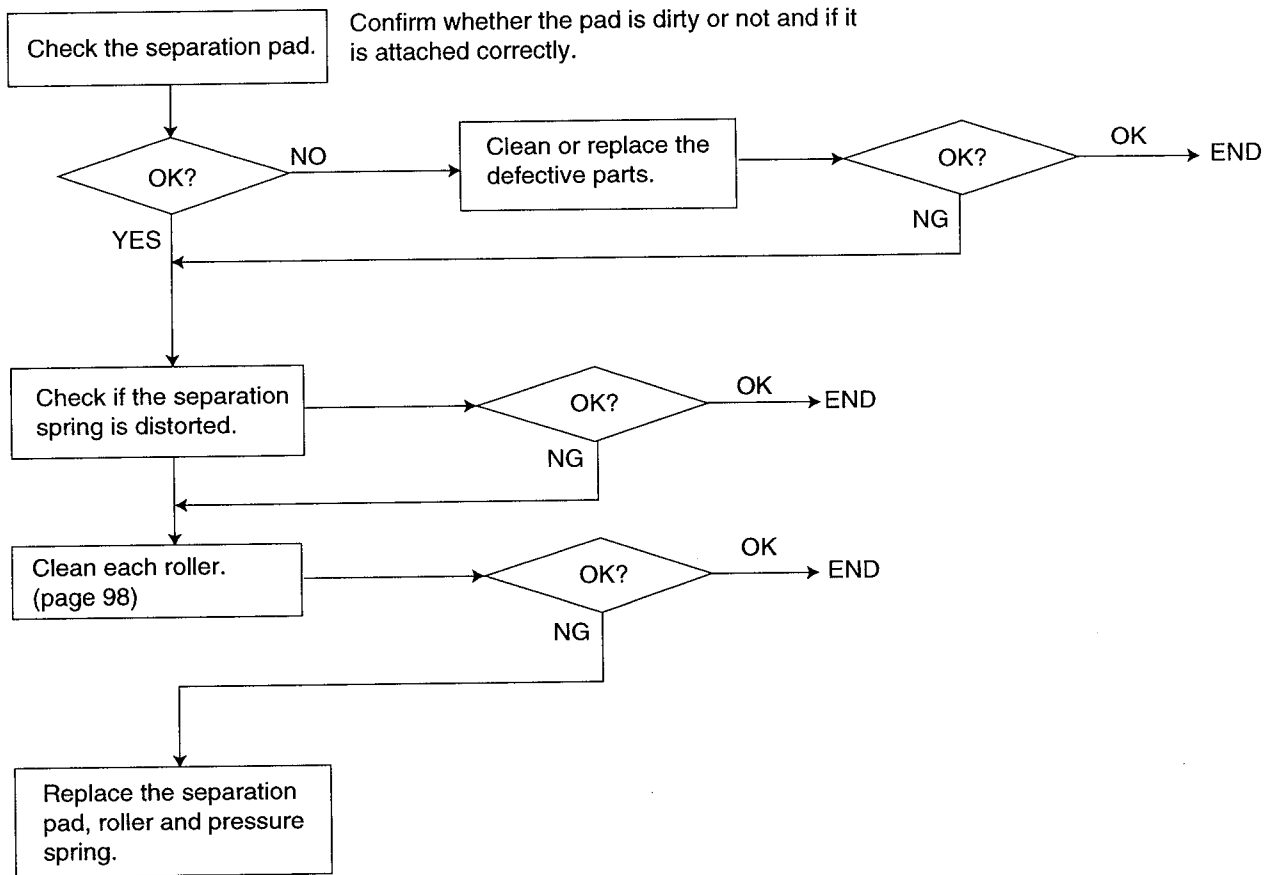 Check the separation pad.
Confirm whether the pad is dirty or not and if it
is attached correctly.
OK?
NO
Clean or replace the
defective parts.
OK?
OK
END
YES
NG
Check if the separation
spring is distorted.
OK?
OK
END
NG
Clean each roller.
(page 98)
OK?
OK
END
NG
Replace the separation
pad, roller and pressure
spring.